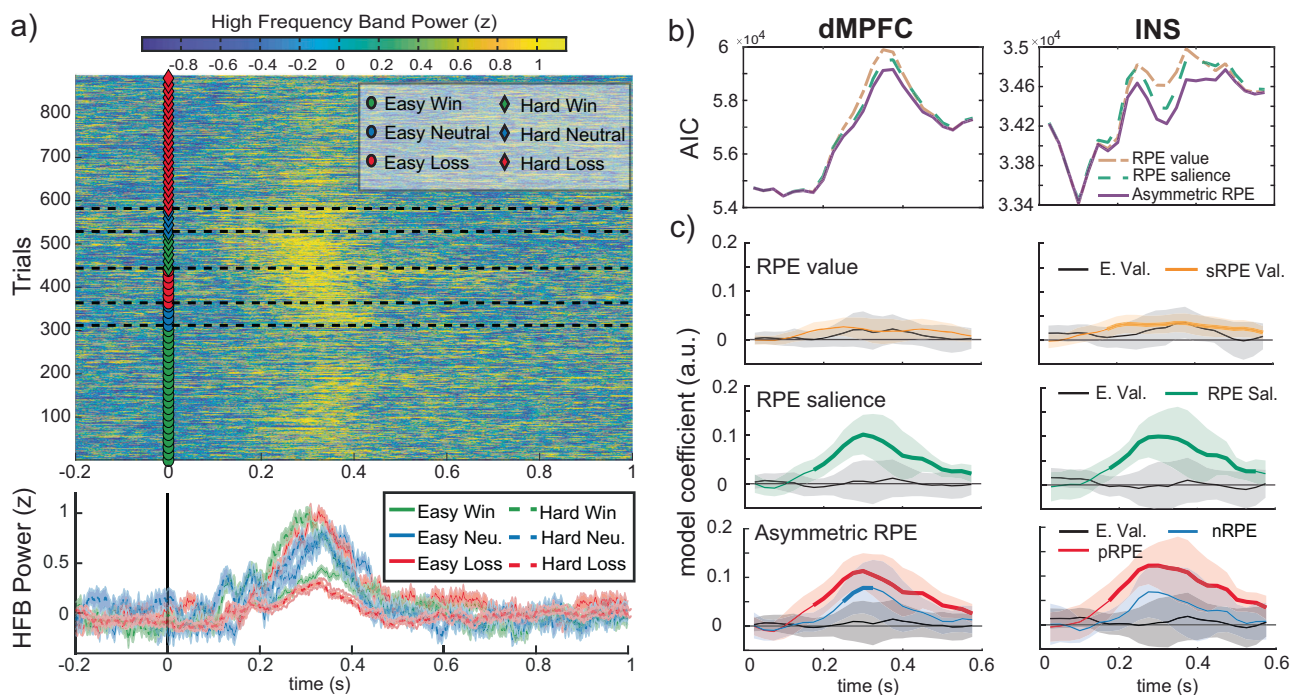 a)
High Frequency Band Power (z)
-0.8 -0.6 -0.4 -0.2 0 0.2 0.4 0.6 0.8 1
Easy Win Hard Win
Easy Neutral Hard Neutral
Easy Loss Hard Loss
Trials
800
700
600
500
400
300
200
100
-0.2 0 0.2 0.4 0.6 0.8 1
HFB Power (z)
1
0.5
0
Easy Win Hard Win
Easy Neu. Hard Neu.
Easy Loss Hard Loss
-0.2 0 0.2 0.4 0.6 0.8 1
time (s)
b)
dMPFC INS
×10⁴ ×10⁴
AIC
6
5.8
5.6
5.4
3.5
3.46
3.42
3.38
3.34
RPE value
RPE salience
Asymmetric RPE
c)
model coefficient (a.u.)
0.2
0.1
0
RPE value
E. Val. sRPE Val.
0.2
0.1
0
RPE salience
E. Val. RPE Sal.
0.2
0.1
0
Asymmetric RPE
E. Val. nRPE
pRPE
0 0.2 0.4 0.6
time (s)
0 0.2 0.4 0.6
time (s)